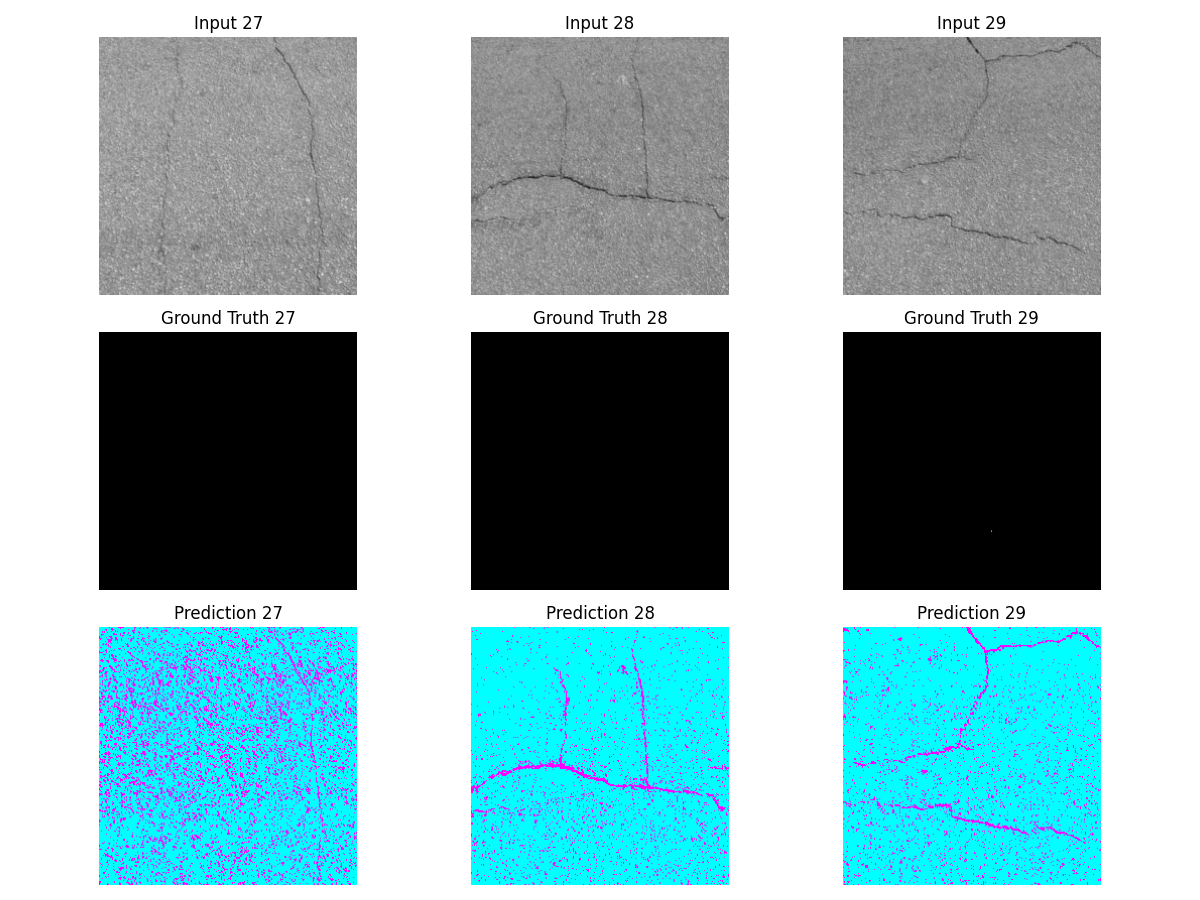 Input 27
Input 28
Input 29
Ground Truth 27
Ground Truth 28
Ground Truth 29
Prediction 27
Prediction 28
Prediction 29